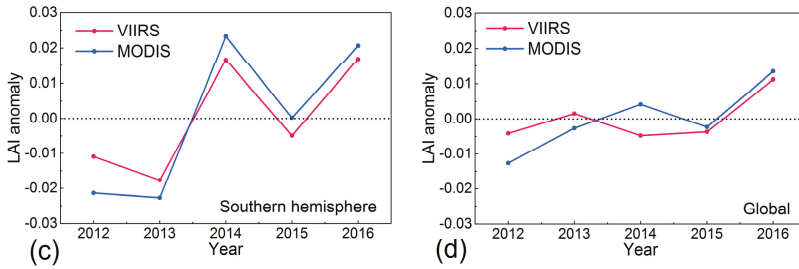 0.03
0.02
0.01
0.00
-0.01
-0.02
-0.03
LAI anomaly
VIIRS
MODIS
Southern hemisphere
2012 2013 2014 2015 2016
Year
(c)
0.03
0.02
0.01
0.00
-0.01
-0.02
-0.03
LAI anomaly
VIIRS
MODIS
Global
2012 2013 2014 2015 2016
Year
(d)